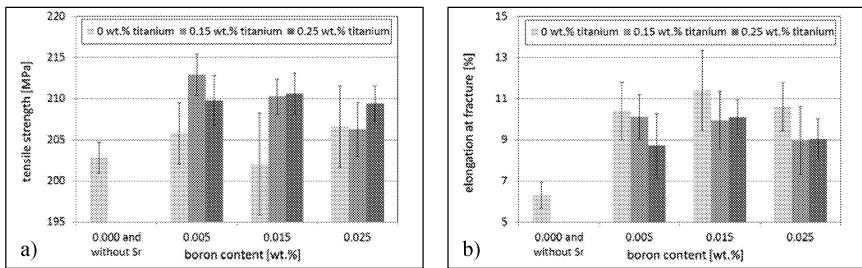 220
215
210
205
200
195
tensile strength [MPa]
0 wt.% titanium 0.15 wt.% titanium 0.25 wt.% titanium
0.000 and without Sr
0.005
0.015
0.025
boron content [wt.%]
a)
15
13
11
9
7
5
elongation at fracture [%]
0 wt.% titanium 0.15 wt.% titanium 0.25 wt.% titanium
0.000 and without Sr
0.005
0.015
0.025
boron content [wt.%]
b)